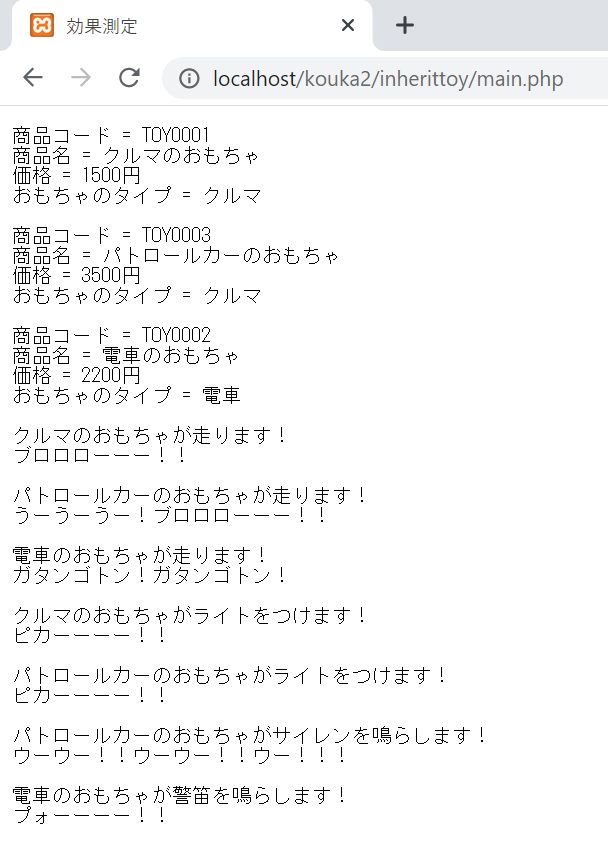 効果測定
localhost/kouka2/inherittoy/main.php
商品コード = TOY0001
商品名 = クルマのおもちゃ
価格 = 1500円
おもちゃのタイプ = クルマ
商品コード = TOY0003
商品名 = パトロールカーのおもちゃ
価格 = 3500円
おもちゃのタイプ = クルマ
商品コード = TOY0002
商品名 = 電車のおもちゃ
価格 = 2200円
おもちゃのタイプ = 電車
クルマのおもちゃが走ります！
ブロロローーー！！
パトロールカーのおもちゃが走ります！
うーうーうー！ブロロローーー！！
電車のおもちゃが走ります！
ガタンゴトン！ガタンゴトン！
クルマのおもちゃがライトをつけます！
ピカーーーー！！
パトロールカーのおもちゃがライトをつけます！
ピカーーーー！！
パトロールカーのおもちゃがサイレンを鳴らします！
ウーウー！！ウーウー！！ウー！！！
電車のおもちゃが警笛を鳴らします！
プォーーーー！！